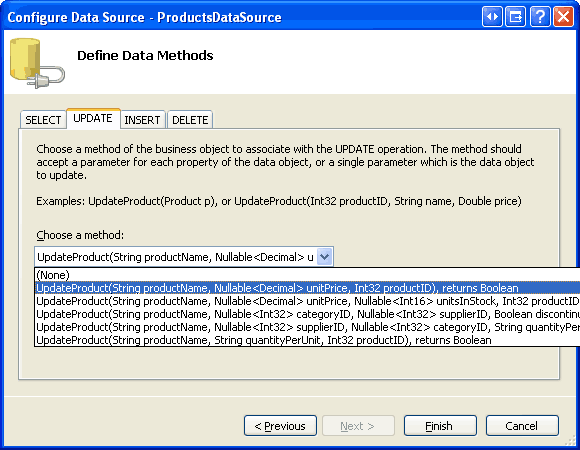 Configure Data Source - ProductsDataSource
Define Data Methods
SELECT UPDATE INSERT DELETE
Choose a method of the business object to associate with the UPDATE operation. The method should
accept a parameter for each property of the data object, or a single parameter which is the data object
to update.
Examples: UpdateProduct(Product p), or UpdateProduct(Int32 productID, String name, Double price)
Choose a method:
UpdateProduct(String productName, Nullable<Decimal> u
(None)
UpdateProduct(String productName, Nullable<Decimal> unitPrice, Int32 productID), returns Boolean
UpdateProduct(String productName, Nullable<Decimal> unitPrice, Nullable<Int16> unitsInStock, Int32 productID
UpdateProduct(String productName, Nullable<Int32> categoryID, Nullable<Int32> supplierID, Boolean discontinu
UpdateProduct(String productName, Nullable<Int32> supplierID, Nullable<Int32> categoryID, String quantityPer
UpdateProduct(String productName, String quantityPerUnit, Int32 productID), returns Boolean
< Previous Next > Finish Cancel